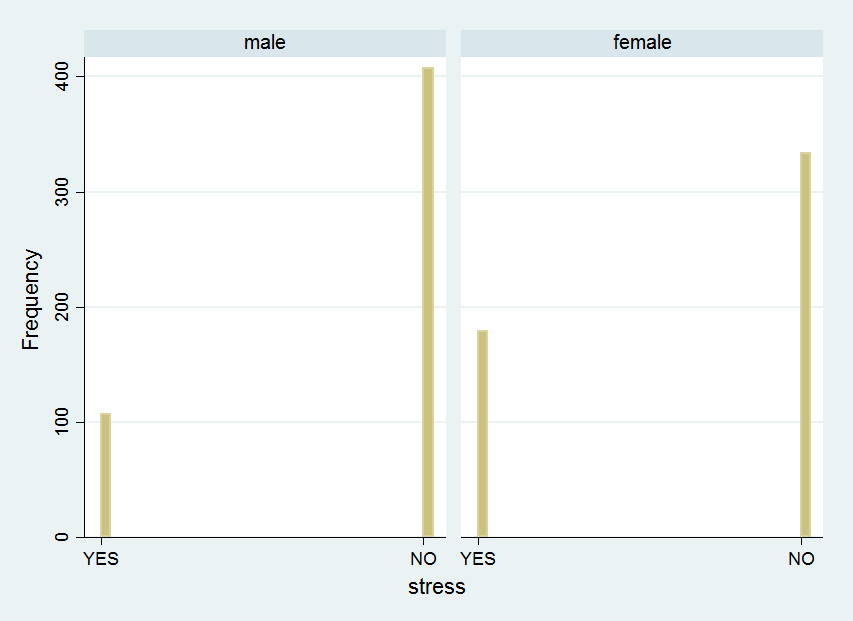 male female
Frequency
400
300
200
100
0
YES NO YES NO
stress